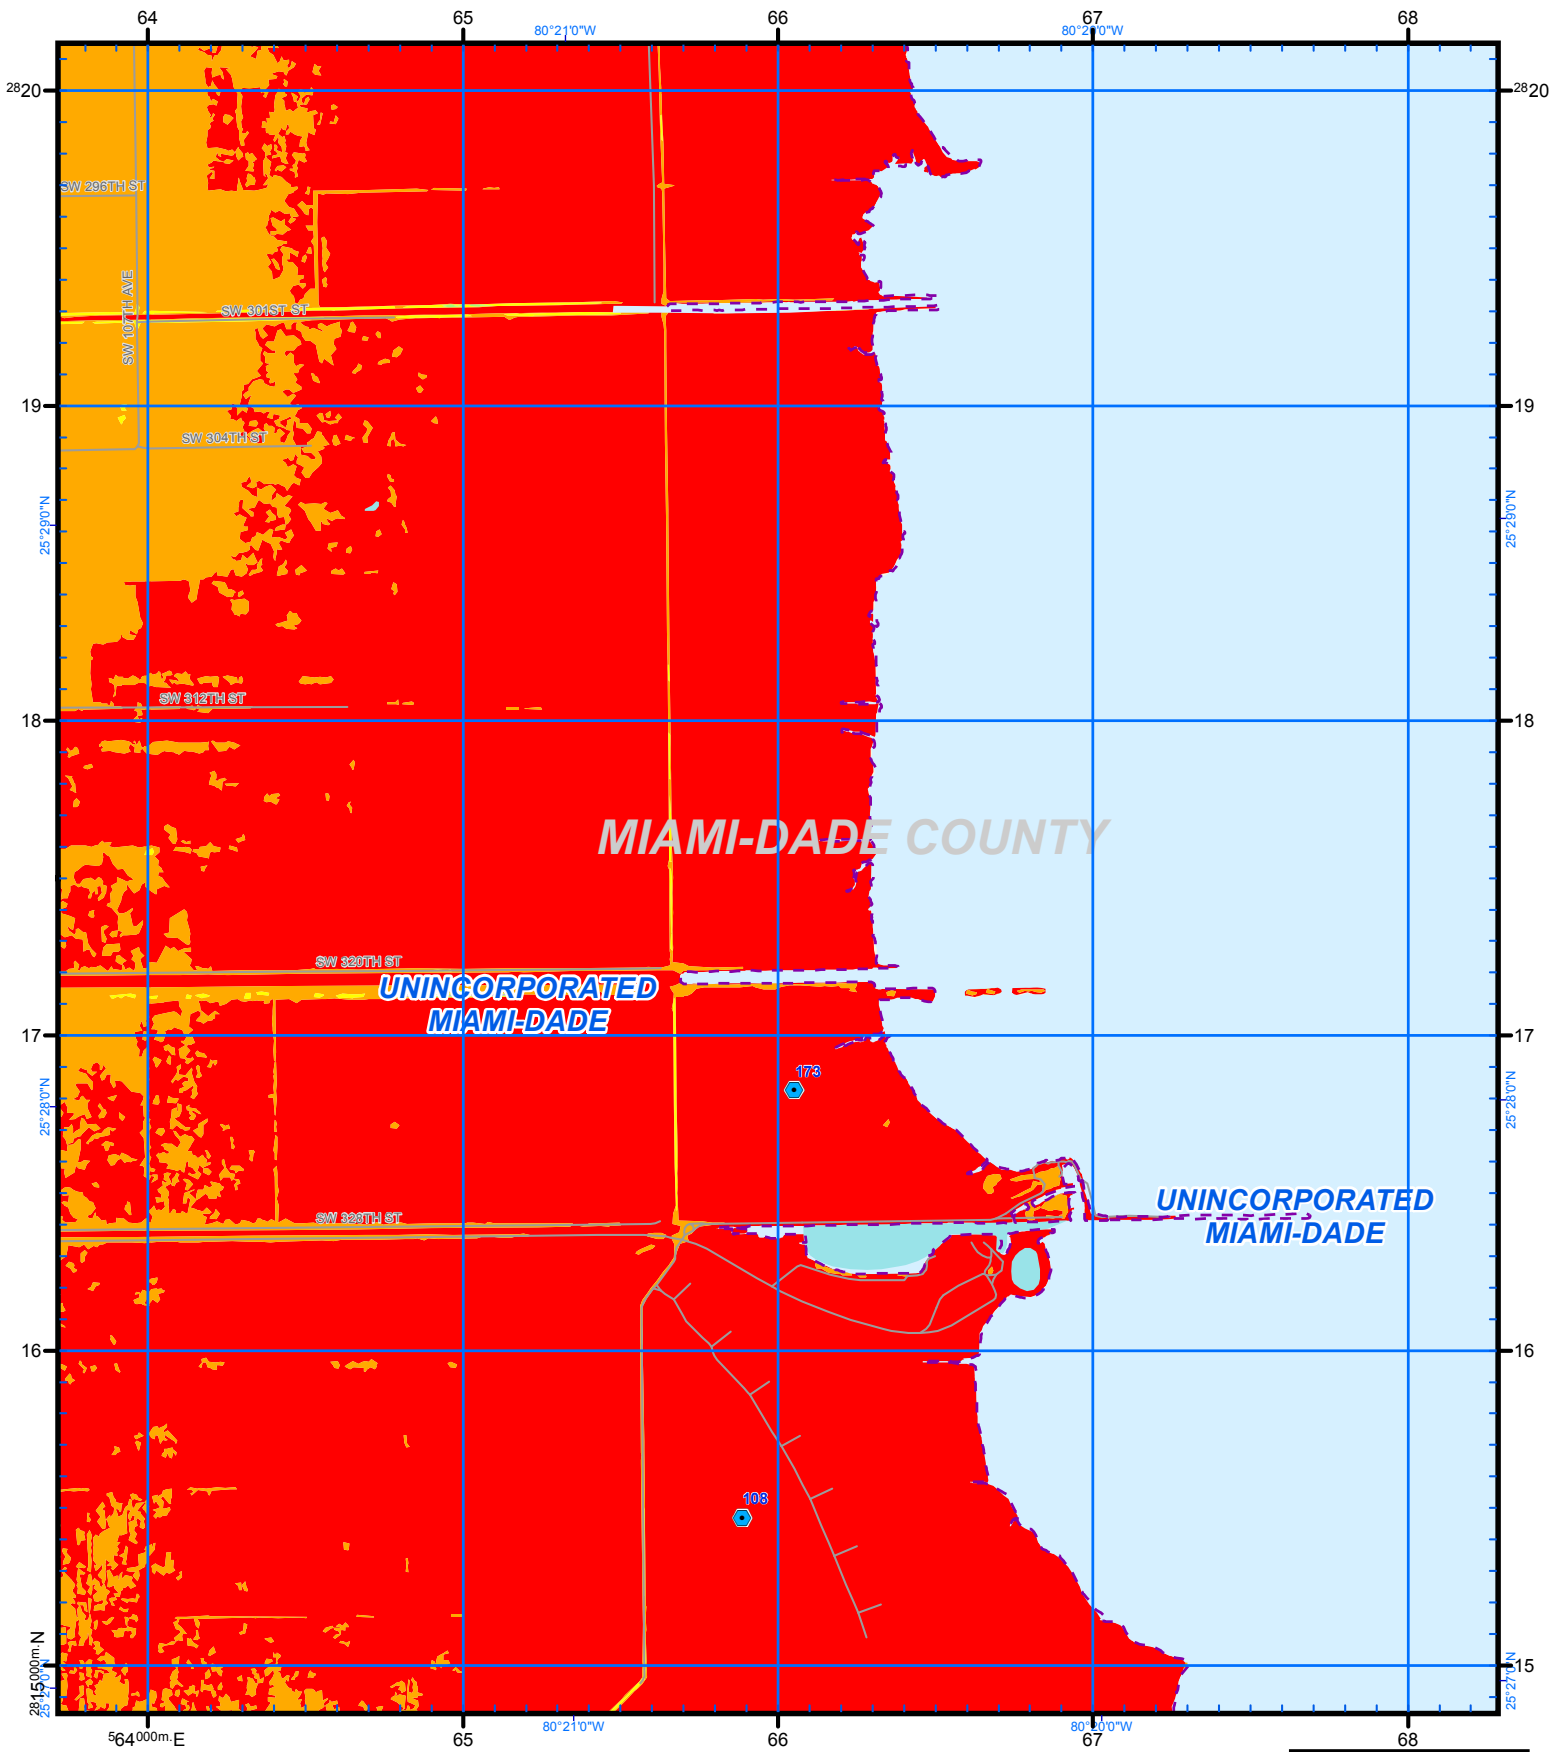 64 65 66 67 68
80°21'0"W 80°20'0"W
2820 2820
SW 296TH ST
SW 107TH AVE
SW 301ST ST
19 19
SW 304TH ST
25°29'0"N 25°29'0"N
SW 312TH ST
18 18
MIAMI-DADE COUNTY
SW 320TH ST
UNINCORPORATED
MIAMI-DADE
17 17
173
25°28'0"N 25°28'0"N
UNINCORPORATED
MIAMI-DADE
SW 328TH ST
16 16
108
2815000m. N 15
25°27'0"N 25°27'0"N
80°21'0"W 80°20'0"W
564000m. E 65 66 67 68